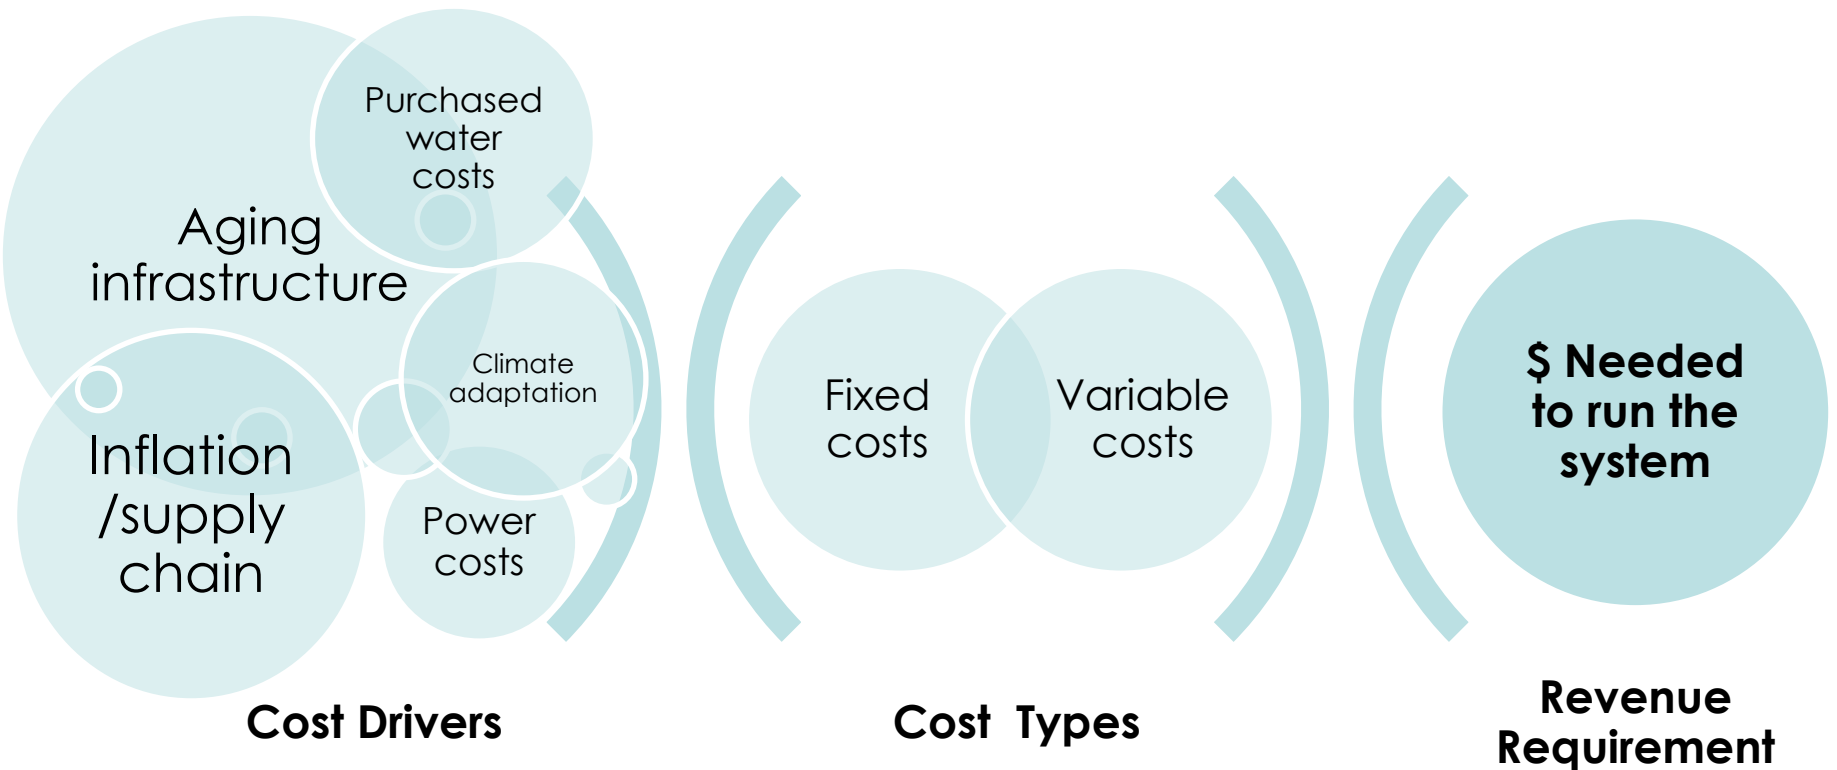 Purchased
water
costs
Aging
infrastructure
Climate
adaptation
Inflation
/supply
chain
Power
costs
Cost Drivers
Fixed
costs
Variable
costs
Cost Types
$ Needed
to run the
system
Revenue
Requirement